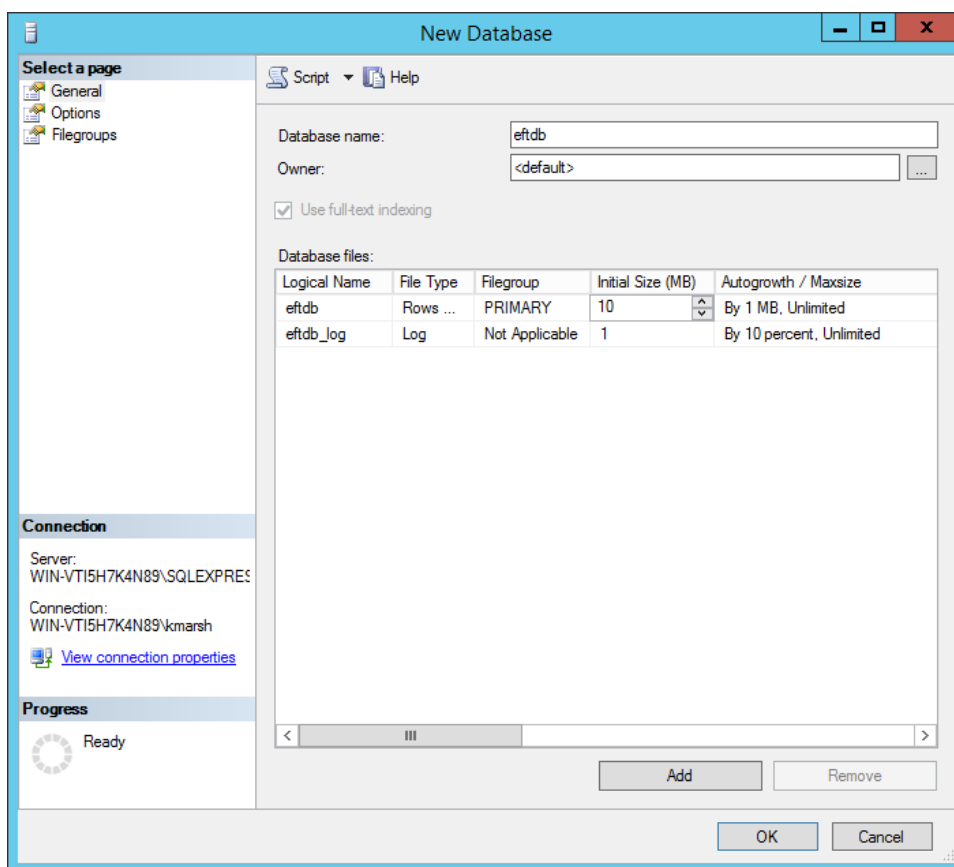 New Database
Select a page
General
Options
Filegroups
Script
Help
Database name:
eftdb
Owner:
<default>
...
Use full-text indexing
Database files:
Logical Name File Type Filegroup Initial Size (MB) Autogrowth / Maxsize
eftdb Rows ... PRIMARY 10 By 1 MB, Unlimited
eftdb_log Log Not Applicable 1 By 10 percent, Unlimited
Connection
Server:
WIN-VTI5H7K4N89\SQLEXPRES
Connection:
WIN-VTI5H7K4N89\kmarsh
View connection properties
Progress
Ready
Add Remove
OK Cancel